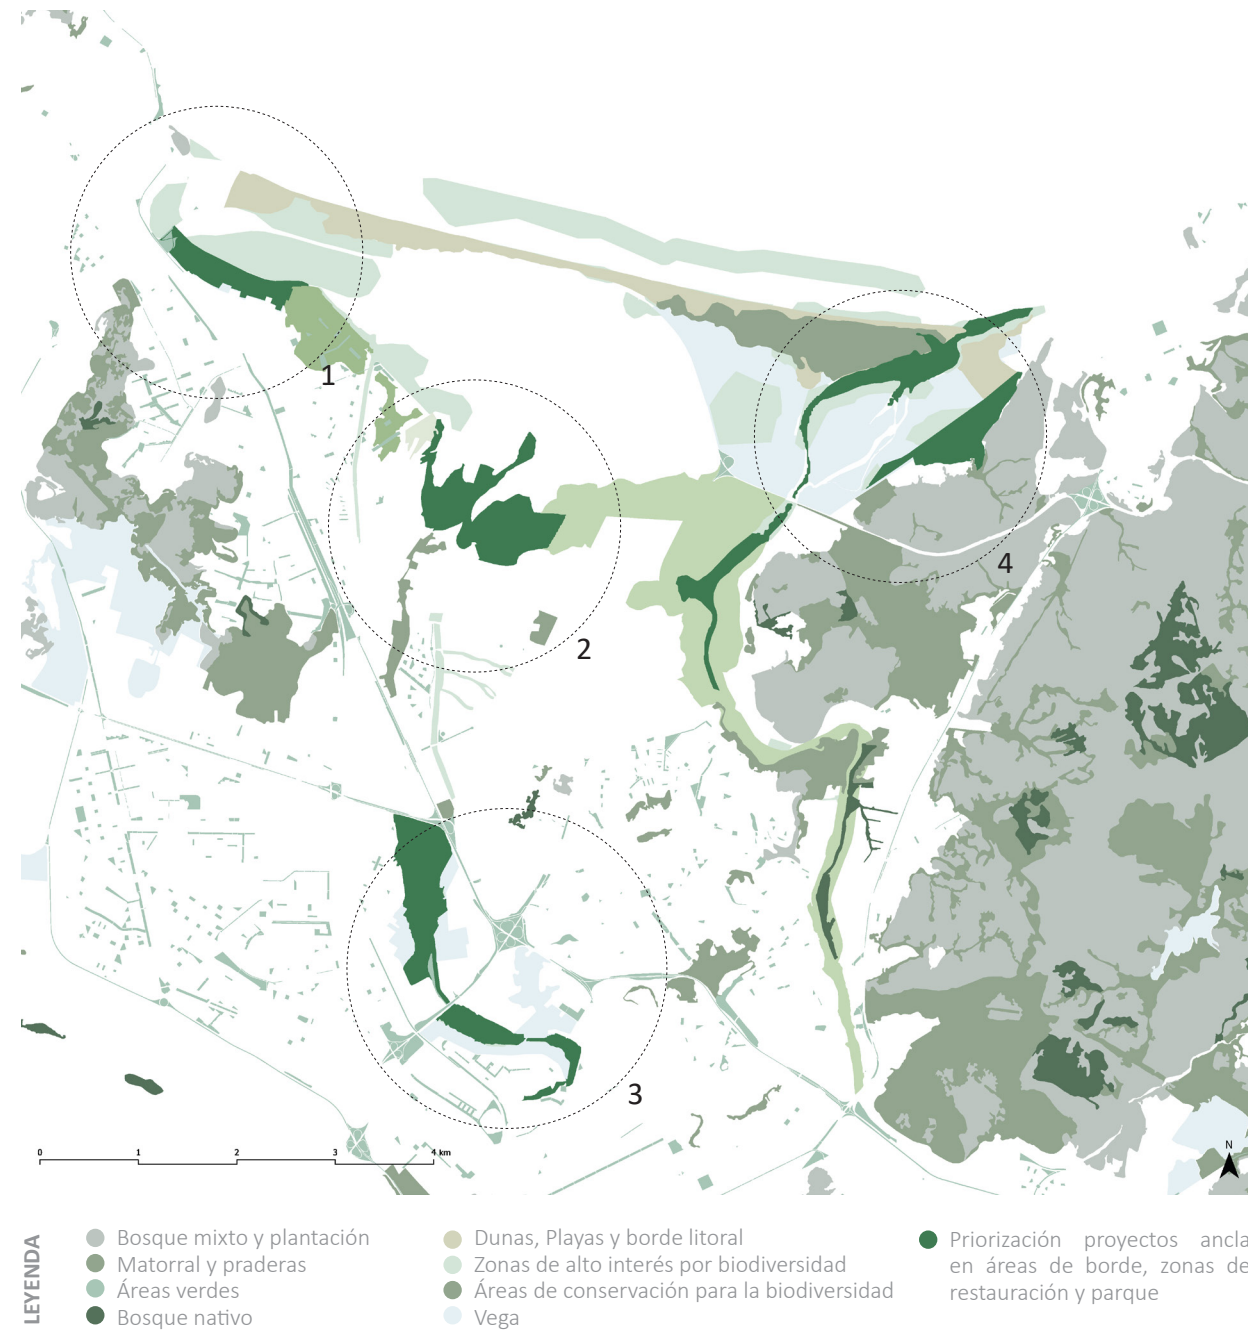 1
2
3
4
0 1 2 3 4 km
N
LEYENDA
Bosque mixto y plantación
Matorral y praderas
Áreas verdes
Bosque nativo
Dunas, Playas y borde litoral
Zonas de alto interés por biodiversidad
Áreas de conservación para la biodiversidad
Vega
Priorización proyectos ancla
en áreas de borde, zonas de
restauración y parque